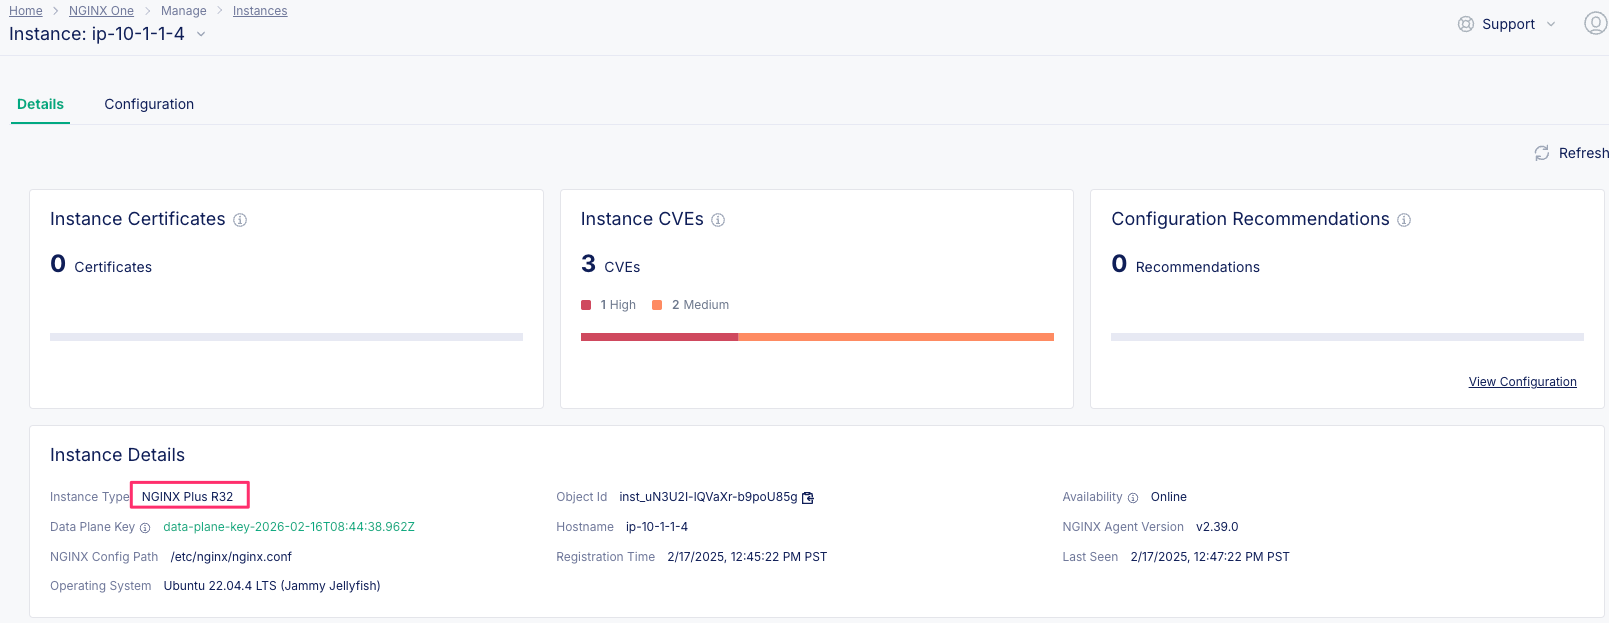 Home > NGINX One > Manage > Instances
Instance: ip-10-1-1-4
Support
Details Configuration
Refresh
Instance Certificates
0 Certificates
Instance CVEs
3 CVEs
1 High 2 Medium
Configuration Recommendations
0 Recommendations
View Configuration
Instance Details
Instance Type NGINX Plus R32
Object Id inst_uN3U2I-lQVaXr-b9poU85g
Availability Online
Data Plane Key data-plane-key-2026-02-16T08:44:38.962Z
Hostname ip-10-1-1-4
NGINX Agent Version v2.39.0
NGINX Config Path /etc/nginx/nginx.conf
Registration Time 2/17/2025, 12:45:22 PM PST
Last Seen 2/17/2025, 12:47:22 PM PST
Operating System Ubuntu 22.04.4 LTS (Jammy Jellyfish)